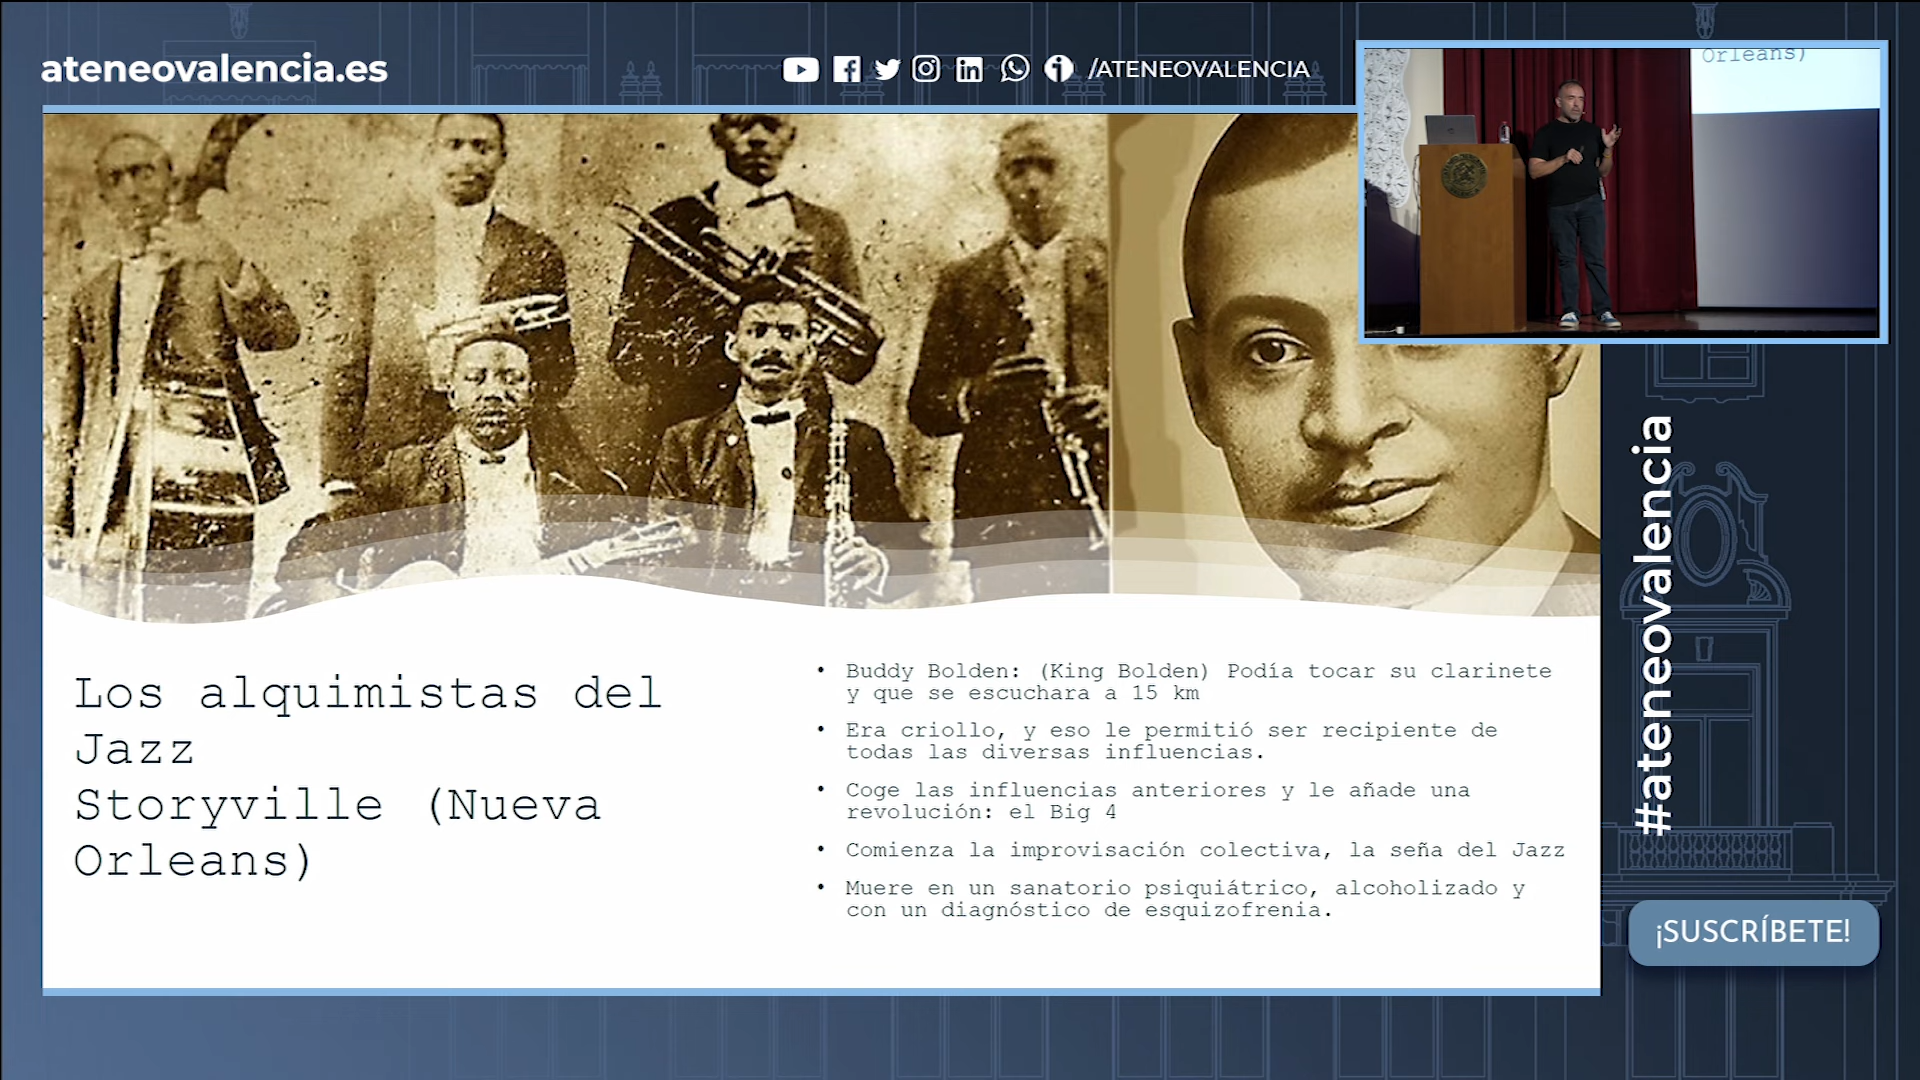 ateneovalencia.es
/ATENEOVALENCIA
Orleans)
Los alquimistas del
Jazz
Storyville (Nueva
Orleans)
• Buddy Bolden: (King Bolden) Podía tocar su clarinete
y que se escuchara a 15 km
• Era criollo, y eso le permitió ser recipiente de
todas las diversas influencias.
• Coge las influencias anteriores y le añade una
revolución: el Big 4
• Comienza la improvisación colectiva, la seña del Jazz
• Muere en un sanatorio psiquiátrico, alcoholizado y
con un diagnóstico de esquizofrenia.
#ateneovalencia
¡SUSCRÍBETE!